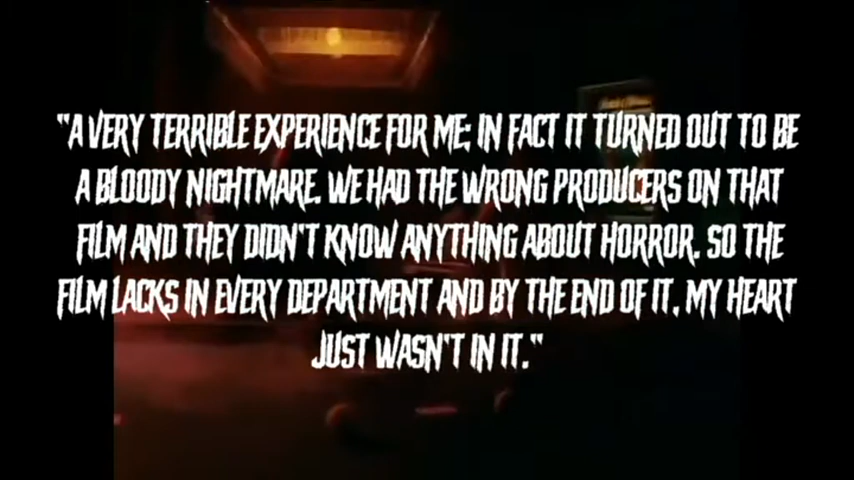 "A VERY TERRIBLE EXPERIENCE FOR ME; IN FACT IT TURNED OUT TO BE
A BLOODY NIGHTMARE. WE HAD THE WRONG PRODUCERS ON THAT
FILM AND THEY DIDN'T KNOW ANYTHING ABOUT HORROR. SO THE
FILM LACKS IN EVERY DEPARTMENT AND BY THE END OF IT, MY HEART
JUST WASN'T IN IT."